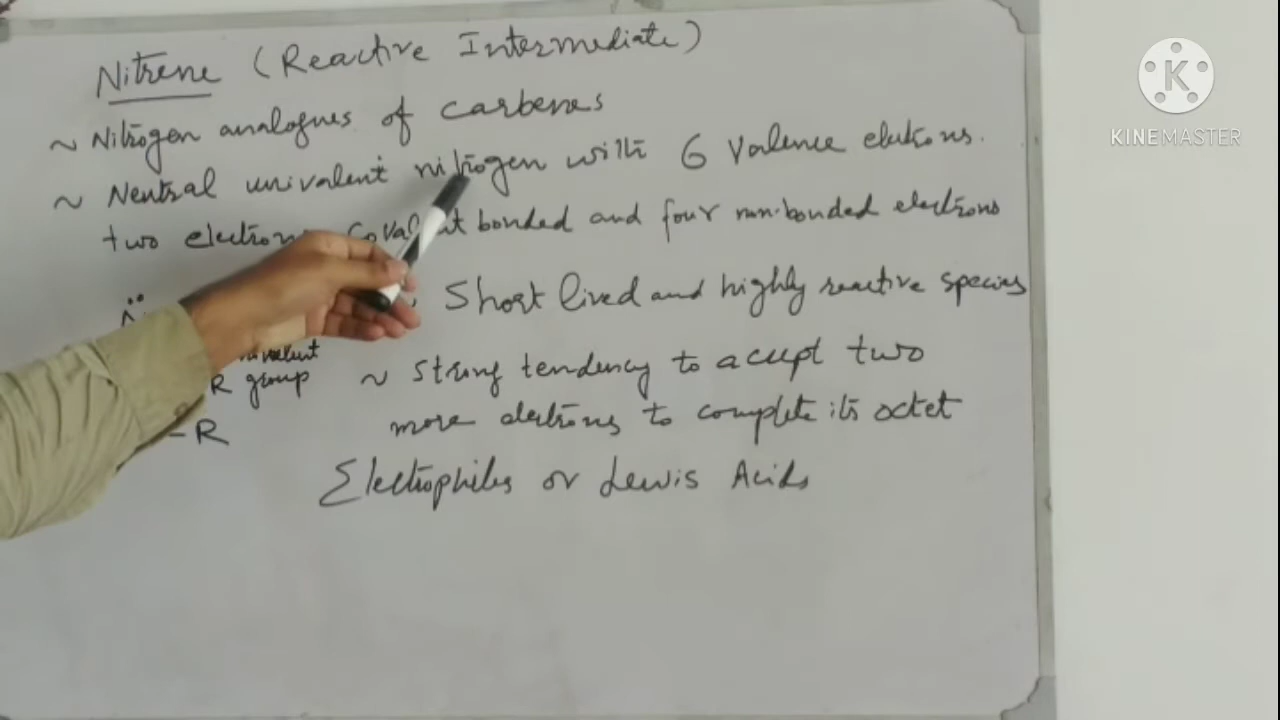 Nitrene (Reactive Intermediate)
~ Nitrogen analogues of carbenes
~ Neutral univalent nitrogen with 6 valence electrons.
two electrons covalent bonded and four non-bonded electrons
~ Short lived and highly reactive species
R group
~ Strong tendency to accept two
more electrons to complete its octet
-R
Electrophiles or Lewis Acids
K
KINEMASTER